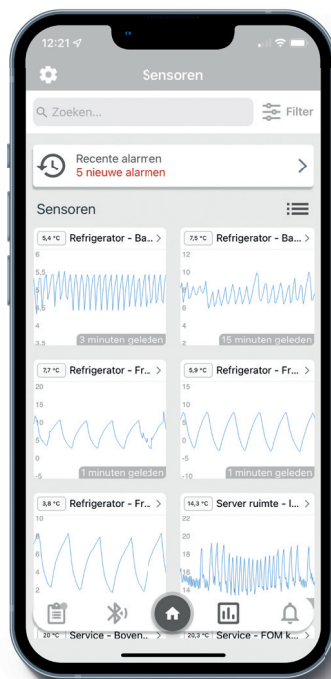 12:21
Sensoren
Zoeken...
Filter
Recente alarmen
5 nieuwe alarmen
Sensoren
5,4 °C Refrigerator - Ba... >
6
5.5
5
4.5
4
3.5
3 minuten geleden
7,5 °C Refrigerator - Ba... >
12
10
8
6
4
2
15 minuten geleden
7,7 °C Refrigerator - Fr... >
20
15
10
5
0
-5
1 minuten geleden
5,9 °C Refrigerator - Fr... >
15
10
5
0
-5
-10
1 minuten geleden
3,8 °C Refrigerator - Fr... >
10
8
6
4
2
14,3 °C Server ruimte - I... >
22
20
18
16
14
20 °C Service - Boven... >
20,3 °C Service - FOM k... >